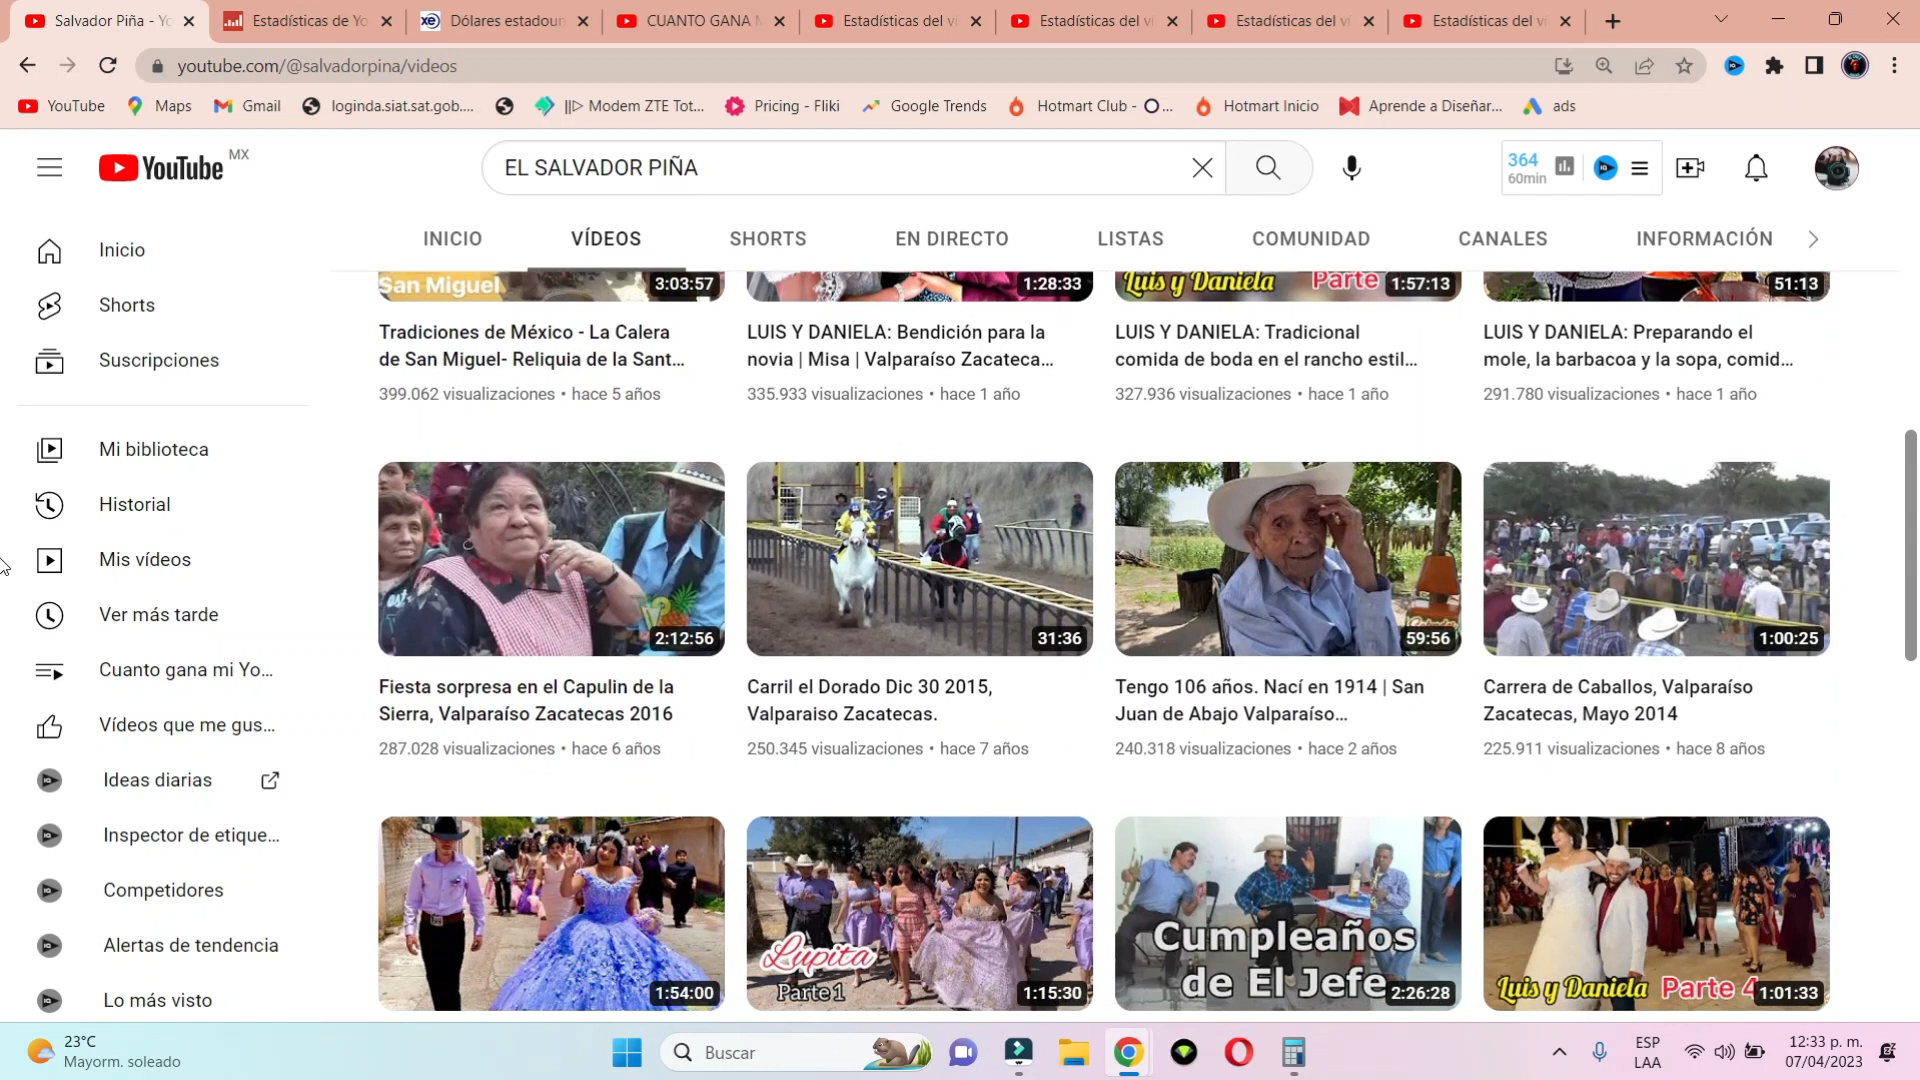 Salvador Piña - Yo
Estadísticas de Yo
Dólares estadoun
CUANTO GANA M
Estadísticas del v
Estadísticas del v
Estadísticas del v
Estadísticas del v
youtube.com/@salvadorpina/videos
YouTube
Maps
Gmail
loginda.siat.sat.gob....
||▷ Modem ZTE Tot...
Pricing - Fliki
Google Trends
Hotmart Club - O...
Hotmart Inicio
Aprende a Diseñar...
ads
YouTube MX
EL SALVADOR PIÑA
364
60min
INICIO
VÍDEOS
SHORTS
EN DIRECTO
LISTAS
COMUNIDAD
CANALES
INFORMACIÓN
Inicio
Shorts
Suscripciones
Mi biblioteca
Historial
Mis vídeos
Ver más tarde
Cuanto gana mi Yo...
Vídeos que me gus...
Ideas diarias
Inspector de etique...
Competidores
Alertas de tendencia
Lo más visto
San Miguel
3:03:57
1:28:33
Luis y Daniela Parte
1:57:13
51:13
Tradiciones de México - La Calera
de San Miguel- Reliquia de la Sant...
399.062 visualizaciones • hace 5 años
LUIS Y DANIELA: Bendición para la
novia | Misa | Valparaíso Zacateca...
335.933 visualizaciones • hace 1 año
LUIS Y DANIELA: Tradicional
comida de boda en el rancho estil...
327.936 visualizaciones • hace 1 año
LUIS Y DANIELA: Preparando el
mole, la barbacoa y la sopa, comid...
291.780 visualizaciones • hace 1 año
2:12:56
31:36
59:56
1:00:25
Fiesta sorpresa en el Capulin de la
Sierra, Valparaíso Zacatecas 2016
287.028 visualizaciones • hace 6 años
Carril el Dorado Dic 30 2015,
Valparaiso Zacatecas.
250.345 visualizaciones • hace 7 años
Tengo 106 años. Nací en 1914 | San
Juan de Abajo Valparaíso...
240.318 visualizaciones • hace 2 años
Carrera de Caballos, Valparaíso
Zacatecas, Mayo 2014
225.911 visualizaciones • hace 8 años
1:54:00
Lupita
Parte 1
1:15:30
Cumpleaños
de El Jefe
2:26:28
Luis y Daniela Parte 4
1:01:33
23°C
Mayorm. soleado
Buscar
ESP
LAA
12:33 p. m.
07/04/2023